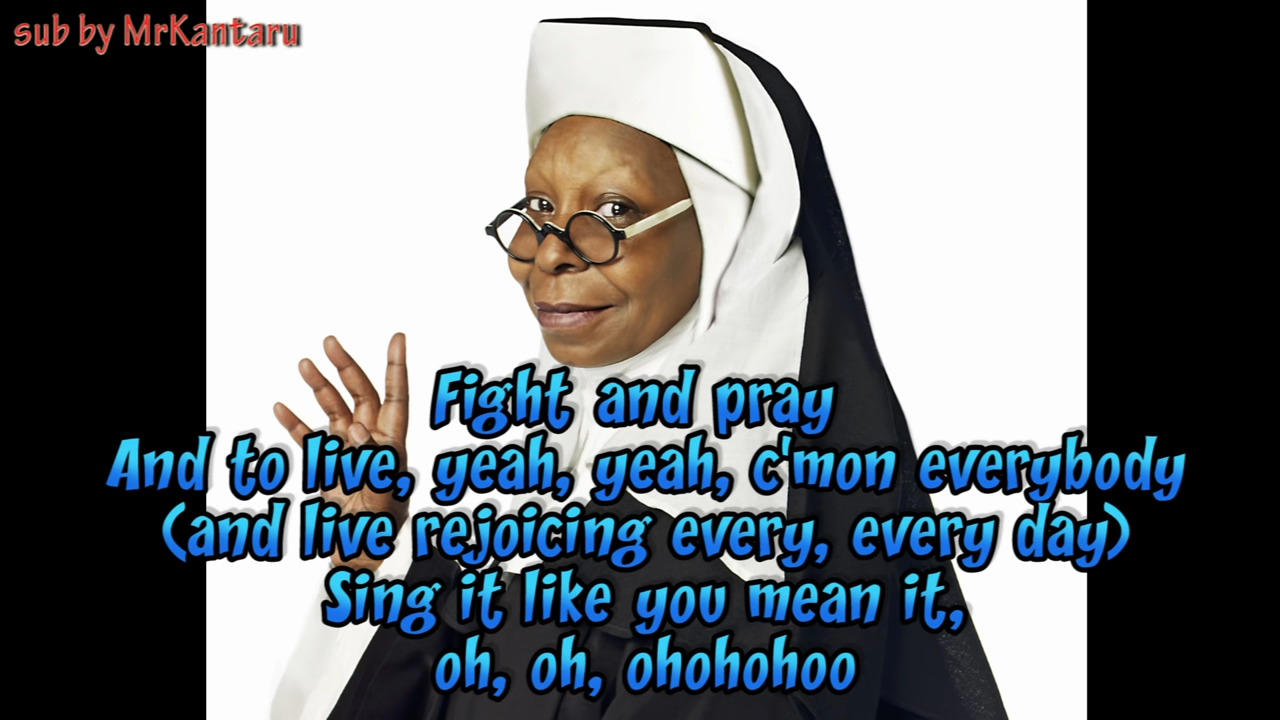 sub by MrKantaru
Fight and pray
And to live, yeah, yeah, c'mon everybody
(and live rejoicing every, every day)
Sing it like you mean it,
oh, oh, ohohohoo